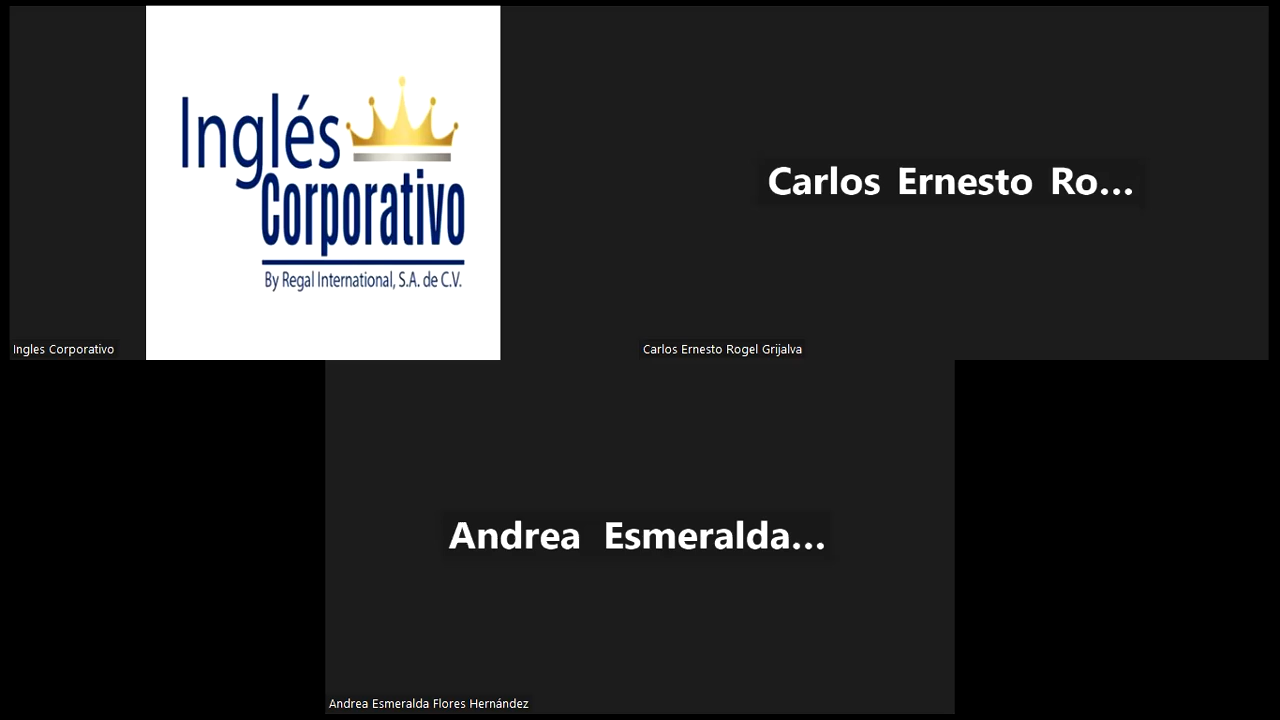 Inglés
Corporativo
By Regal International, S.A. de C.V.
Ingles Corporativo
Carlos Ernesto Ro...
Carlos Ernesto Rogel Grijalva
Andrea Esmeralda...
Andrea Esmeralda Flores Hernández